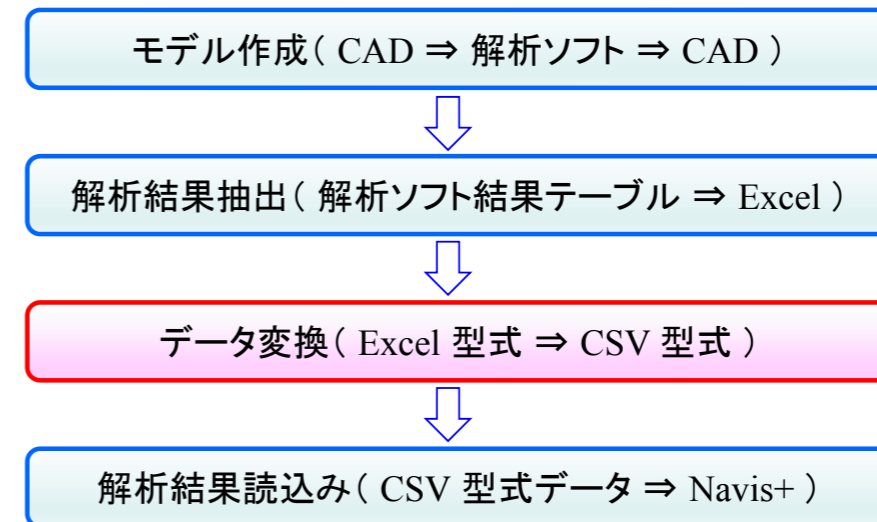 モデル作成( CAD ⇒ 解析ソフト ⇒ CAD )
解析結果抽出( 解析ソフト結果テーブル ⇒ Excel )
データ変換( Excel 型式 ⇒ CSV 型式 )
解析結果読込み( CSV 型式データ ⇒ Navis+ )